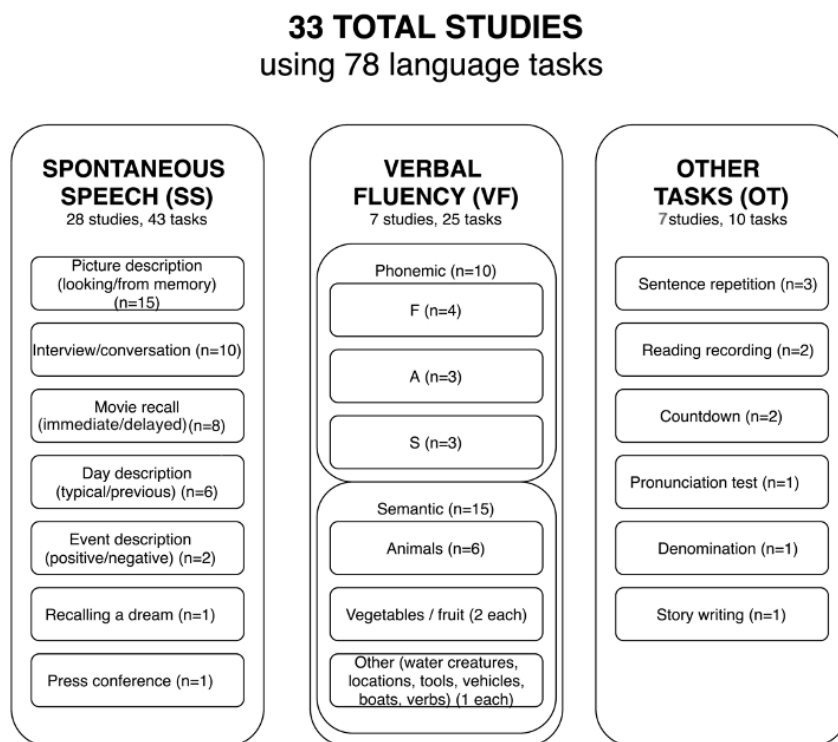 33 TOTAL STUDIES
using 78 language tasks
SPONTANEOUS
SPEECH (SS)
28 studies, 43 tasks
Picture description
(looking/from memory)
(n=15)
Interview/conversation (n=10)
Movie recall
(immediate/delayed)(n=8)
Day description
(typical/previous) (n=6)
Event description
(positive/negative) (n=2)
Recalling a dream (n=1)
Press conference (n=1)
VERBAL
FLUENCY (VF)
7 studies, 25 tasks
Phonemic (n=10)
F (n=4)
A (n=3)
S (n=3)
Semantic (n=15)
Animals (n=6)
Vegetables / fruit (2 each)
Other (water creatures,
locations, tools, vehicles,
boats, verbs) (1 each)
OTHER
TASKS (OT)
7studies, 10 tasks
Sentence repetition (n=3)
Reading recording (n=2)
Countdown (n=2)
Pronunciation test (n=1)
Denomination (n=1)
Story writing (n=1)